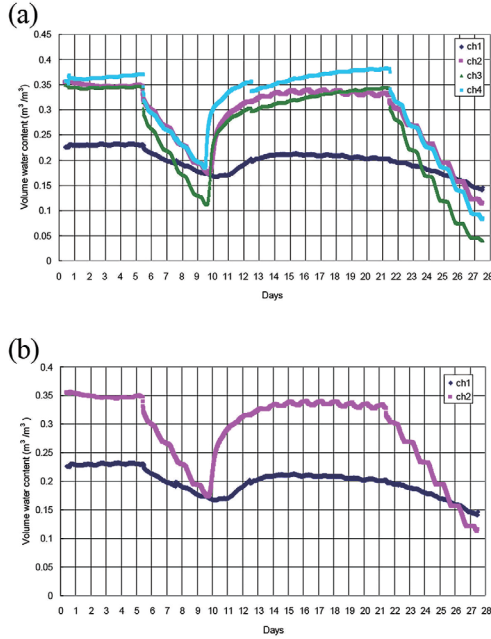 (a)
Volume water content (m³/m³)
0.45
0.4
0.35
0.3
0.25
0.2
0.15
0.1
0.05
0
0 1 2 3 4 5 6 7 8 9 10 11 12 13 14 15 16 17 18 19 20 21 22 23 24 25 26 27 28
Days
ch1
ch2
ch3
ch4
(b)
Volume water content (m³/m³)
0.4
0.35
0.3
0.25
0.2
0.15
0.1
0.05
0
0 1 2 3 4 5 6 7 8 9 10 11 12 13 14 15 16 17 18 19 20 21 22 23 24 25 26 27 28
Days
ch1
ch2